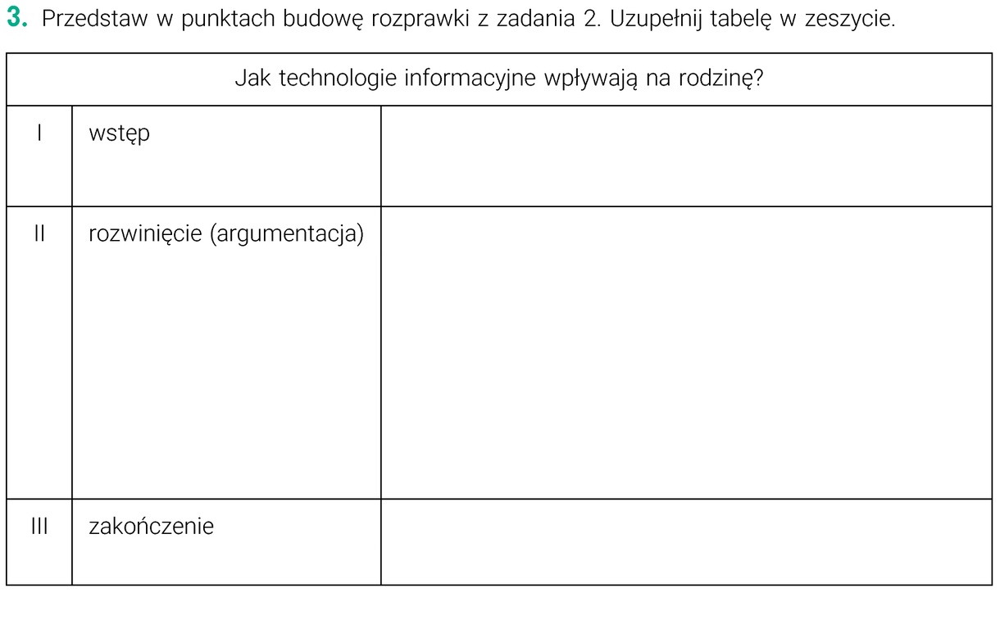 3. Przedstaw w punktach budowę rozprawki z zadania 2. Uzupełnij tabelę w zeszycie.
Jak technologie informacyjne wpływają na rodzinę?
I wstęp
II rozwinięcie (argumentacja)
III zakończenie